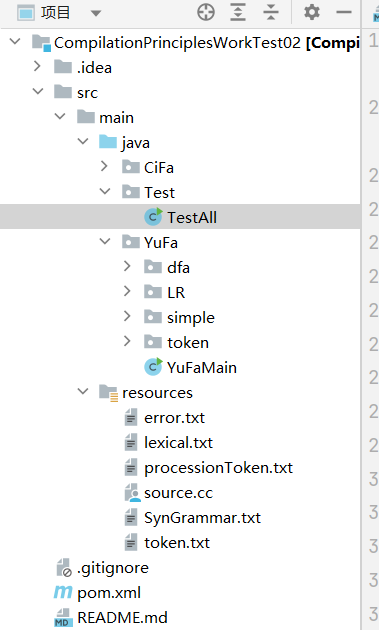 项目
CompilationPrinciplesWorkTest02 [Compi
.idea
src
main
java
CiFa
Test
TestAll
YuFa
dfa
LR
simple
token
YuFaMain
resources
error.txt
lexical.txt
processionToken.txt
source.cc
SynGrammar.txt
token.txt
.gitignore
pom.xml
README.md